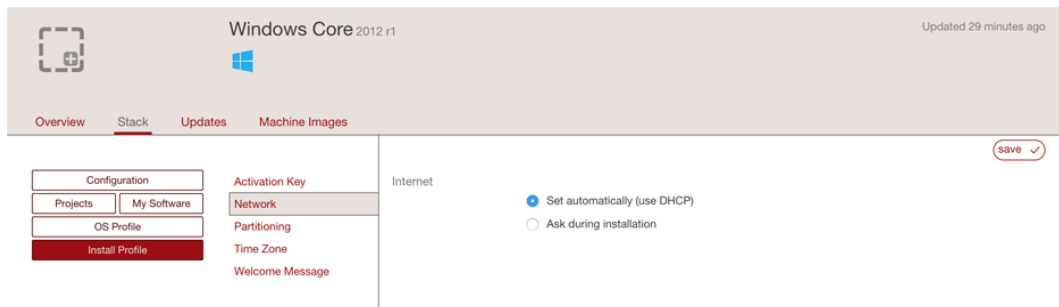 Windows Core 2012 r1
Updated 29 minutes ago
Overview Stack Updates Machine Images
save
Configuration
Projects My Software
OS Profile
Install Profile
Activation Key
Network
Partitioning
Time Zone
Welcome Message
Internet
Set automatically (use DHCP)
Ask during installation